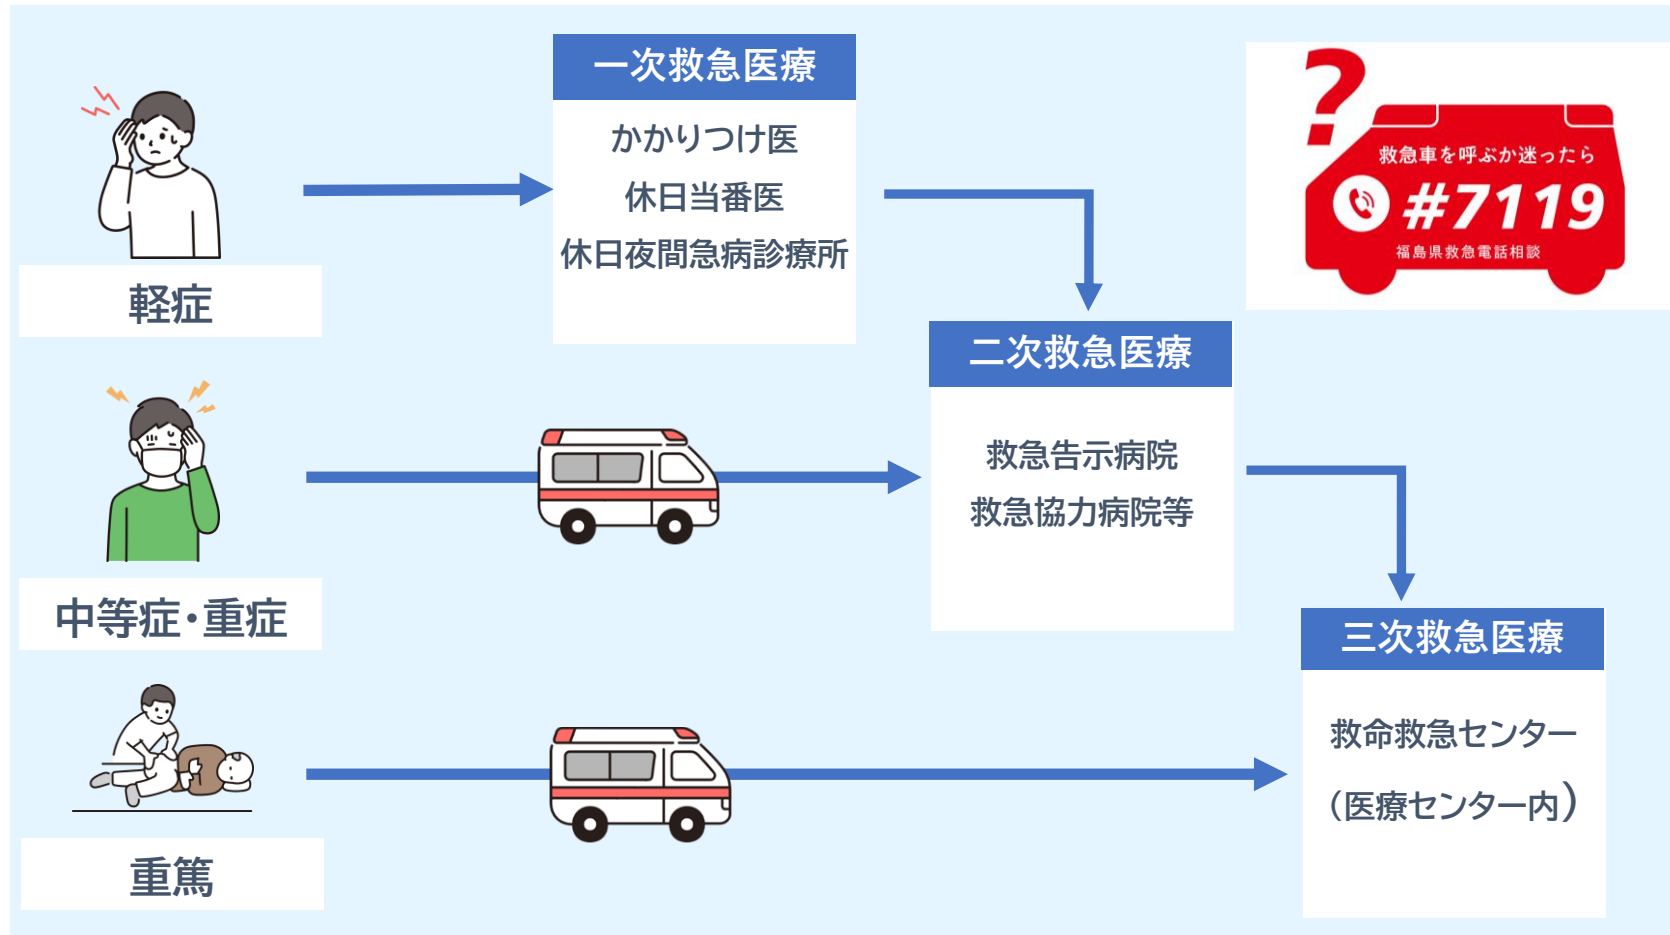 一次救急医療
かかりつけ医
休日当番医
休日夜間急病診療所
軽症
?
救急車を呼ぶか迷ったら
#7119
福島県救急電話相談
二次救急医療
救急告示病院
救急協力病院等
中等症・重症
三次救急医療
救命救急センター
(医療センター内)
重篤